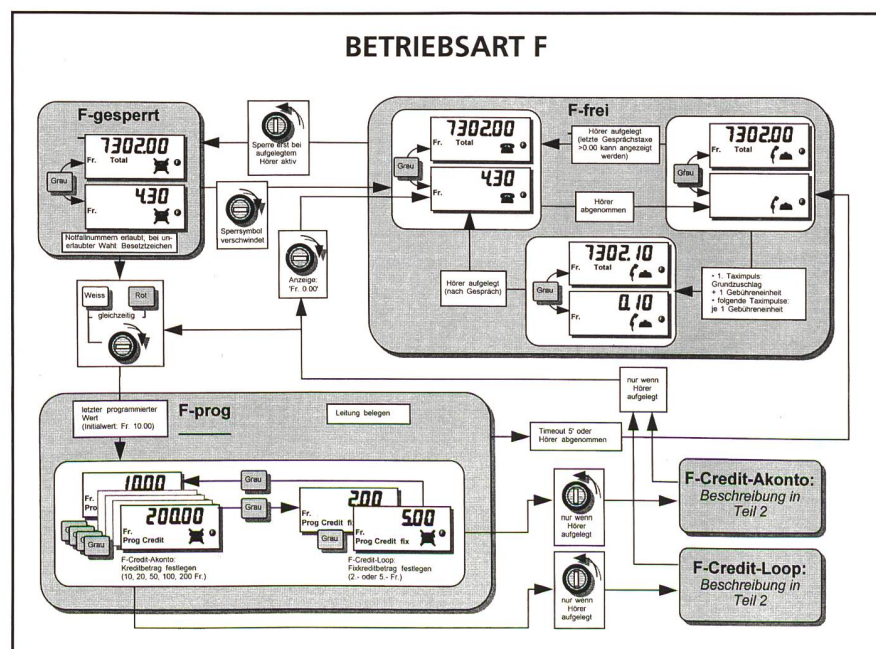 BETRIEBSART F
F-gesperrt
7302.00
Fr. Total
Grau
4.30
Fr.
Notfallnummern erlaubt, bei un-
erlaubter Wahl Besetztzeichen
Sperre erst bei
aufgelegtem
Hörer aktiv
Sperrsymbol
verschwindet
F-frei
7302.00
Fr. Total
Grau
4.30
Fr.
Hörer aufgelegt
(letzte Gesprächstaxe
>0.00 kann angezeigt
werden)
7302.00
Fr. Total
Grau
Fr.
Hörer
abgenommen
Anzeige:
'Fr. 0.00'
Hörer aufgelegt
(nach Gespräch)
7302.10
Fr. Total
Grau
0.10
Fr.
• 1. Taximpuls:
Grundzuschlag
+ 1 Gebühreneinheit
• folgende Taximpulse:
je 1 Gebühreneinheit
Weiss
Rot
gleichzeitig
nur wenn
Hörer
aufgelegt
letzter programmierter
Wert
(Initialwert: Fr. 10.00)
F-prog
Leitung belegen
Timeout 5' oder
Hörer abgenommen
10.00
Fr.
Prog
200.00
Fr.
Prog Credit
Grau
Grau
Grau
2.00
Fr.
Prog Credit fix
5.00
Fr.
Prog Credit fix
Grau
F-Credit-Akonto:
Kreditbetrag festlegen
(10, 20, 50, 100, 200 Fr.)
F-Credit-Loop:
Fixkreditbetrag festlegen
(2.- oder 5.- Fr.)
nur wenn
Hörer
aufgelegt
F-Credit-Akonto:
Beschreibung in
Teil 2
nur wenn
Hörer
aufgelegt
F-Credit-Loop:
Beschreibung in
Teil 2